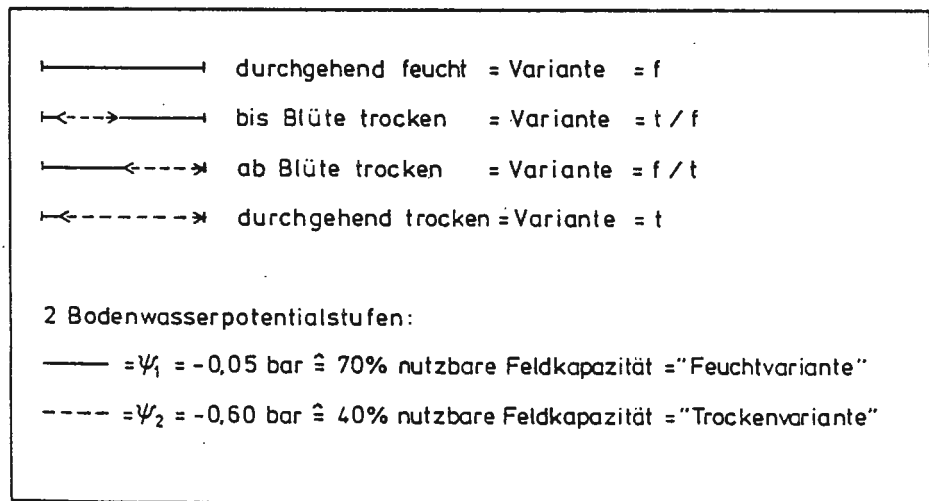 durchgehend feucht = Variante = f
bis Blüte trocken = Variante = t / f
ab Blüte trocken = Variante = f / t
durchgehend trocken = Variante = t
2 Bodenwasserpotentialstufen:
= Ψ₁ = -0,05 bar ≙ 70% nutzbare Feldkapazität = "Feuchtvariante"
= Ψ₂ = -0,60 bar ≙ 40% nutzbare Feldkapazität = "Trockenvariante"